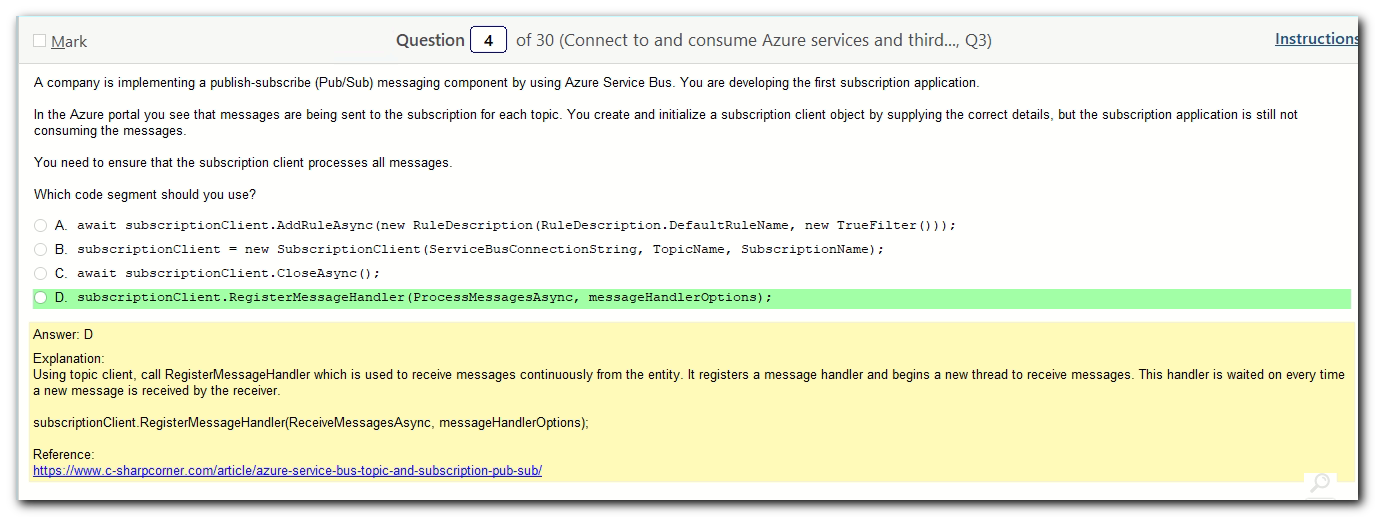 Mark
Question 4 of 30 (Connect to and consume Azure services and third..., Q3)
Instructions
A company is implementing a publish-subscribe (Pub/Sub) messaging component by using Azure Service Bus. You are developing the first subscription application.
In the Azure portal you see that messages are being sent to the subscription for each topic. You create and initialize a subscription client object by supplying the correct details, but the subscription application is still not
consuming the messages.
You need to ensure that the subscription client processes all messages.
Which code segment should you use?
A. await subscriptionClient.AddRuleAsync(new RuleDescription(RuleDescription.DefaultRuleName, new TrueFilter()));
B. subscriptionClient = new SubscriptionClient(ServiceBusConnectionString, TopicName, SubscriptionName);
C. await subscriptionClient.CloseAsync();
D. subscriptionClient.RegisterMessageHandler(ProcessMessagesAsync, messageHandlerOptions);
Answer: D
Explanation:
Using topic client, call RegisterMessageHandler which is used to receive messages continuously from the entity. It registers a message handler and begins a new thread to receive messages. This handler is waited on every time
a new message is received by the receiver.
subscriptionClient.RegisterMessageHandler(ReceiveMessagesAsync, messageHandlerOptions);
Reference:
https://www.c-sharpcorner.com/article/azure-service-bus-topic-and-subscription-pub-sub/